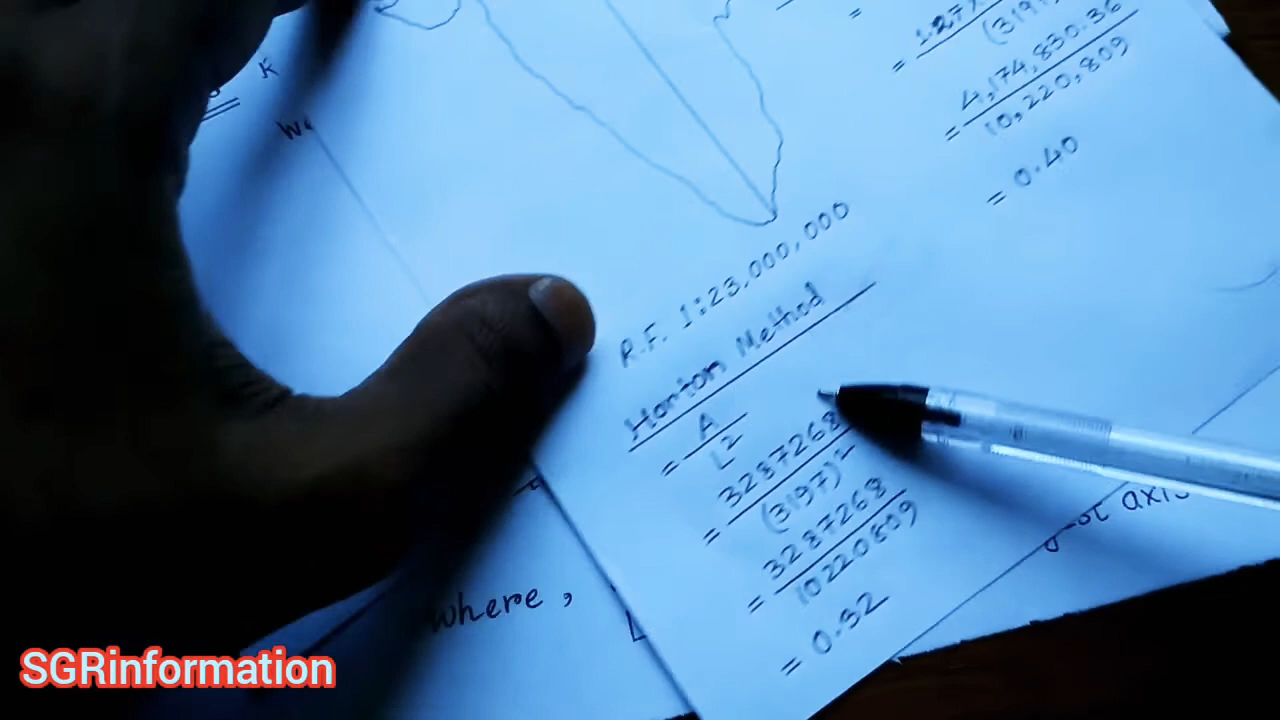 = 4,174,830.36
10,220,809
= 0.40
R.F. 1:23,000,000
Horton Method
= A
L²
= 3287268
(3197)²
= 3287268
10220809
= 0.32
where,
axis
SGRinformation